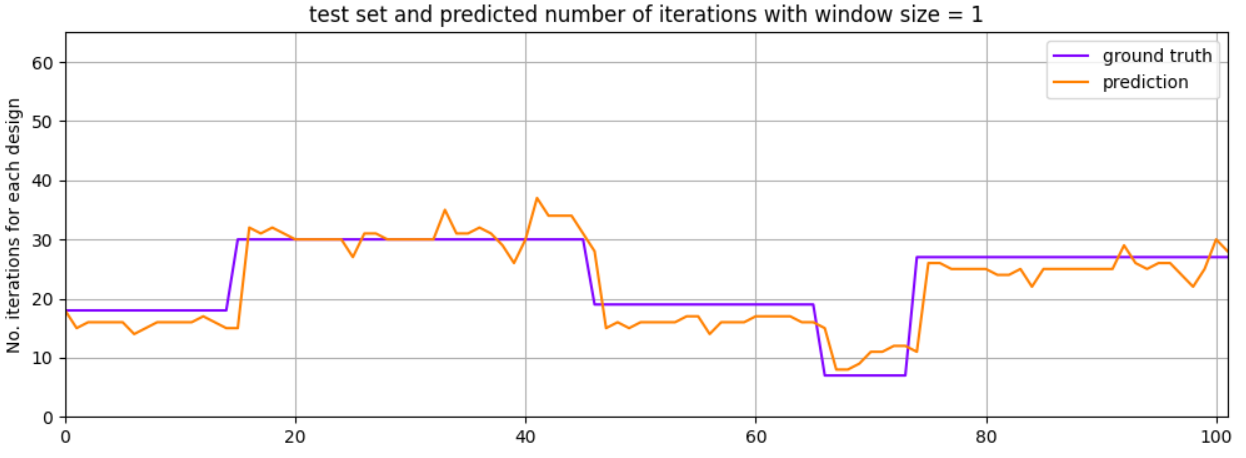 test set and predicted number of iterations with window size = 1
No. iterations for each design
60
50
40
30
20
10
0
ground truth
prediction
0 20 40 60 80 100